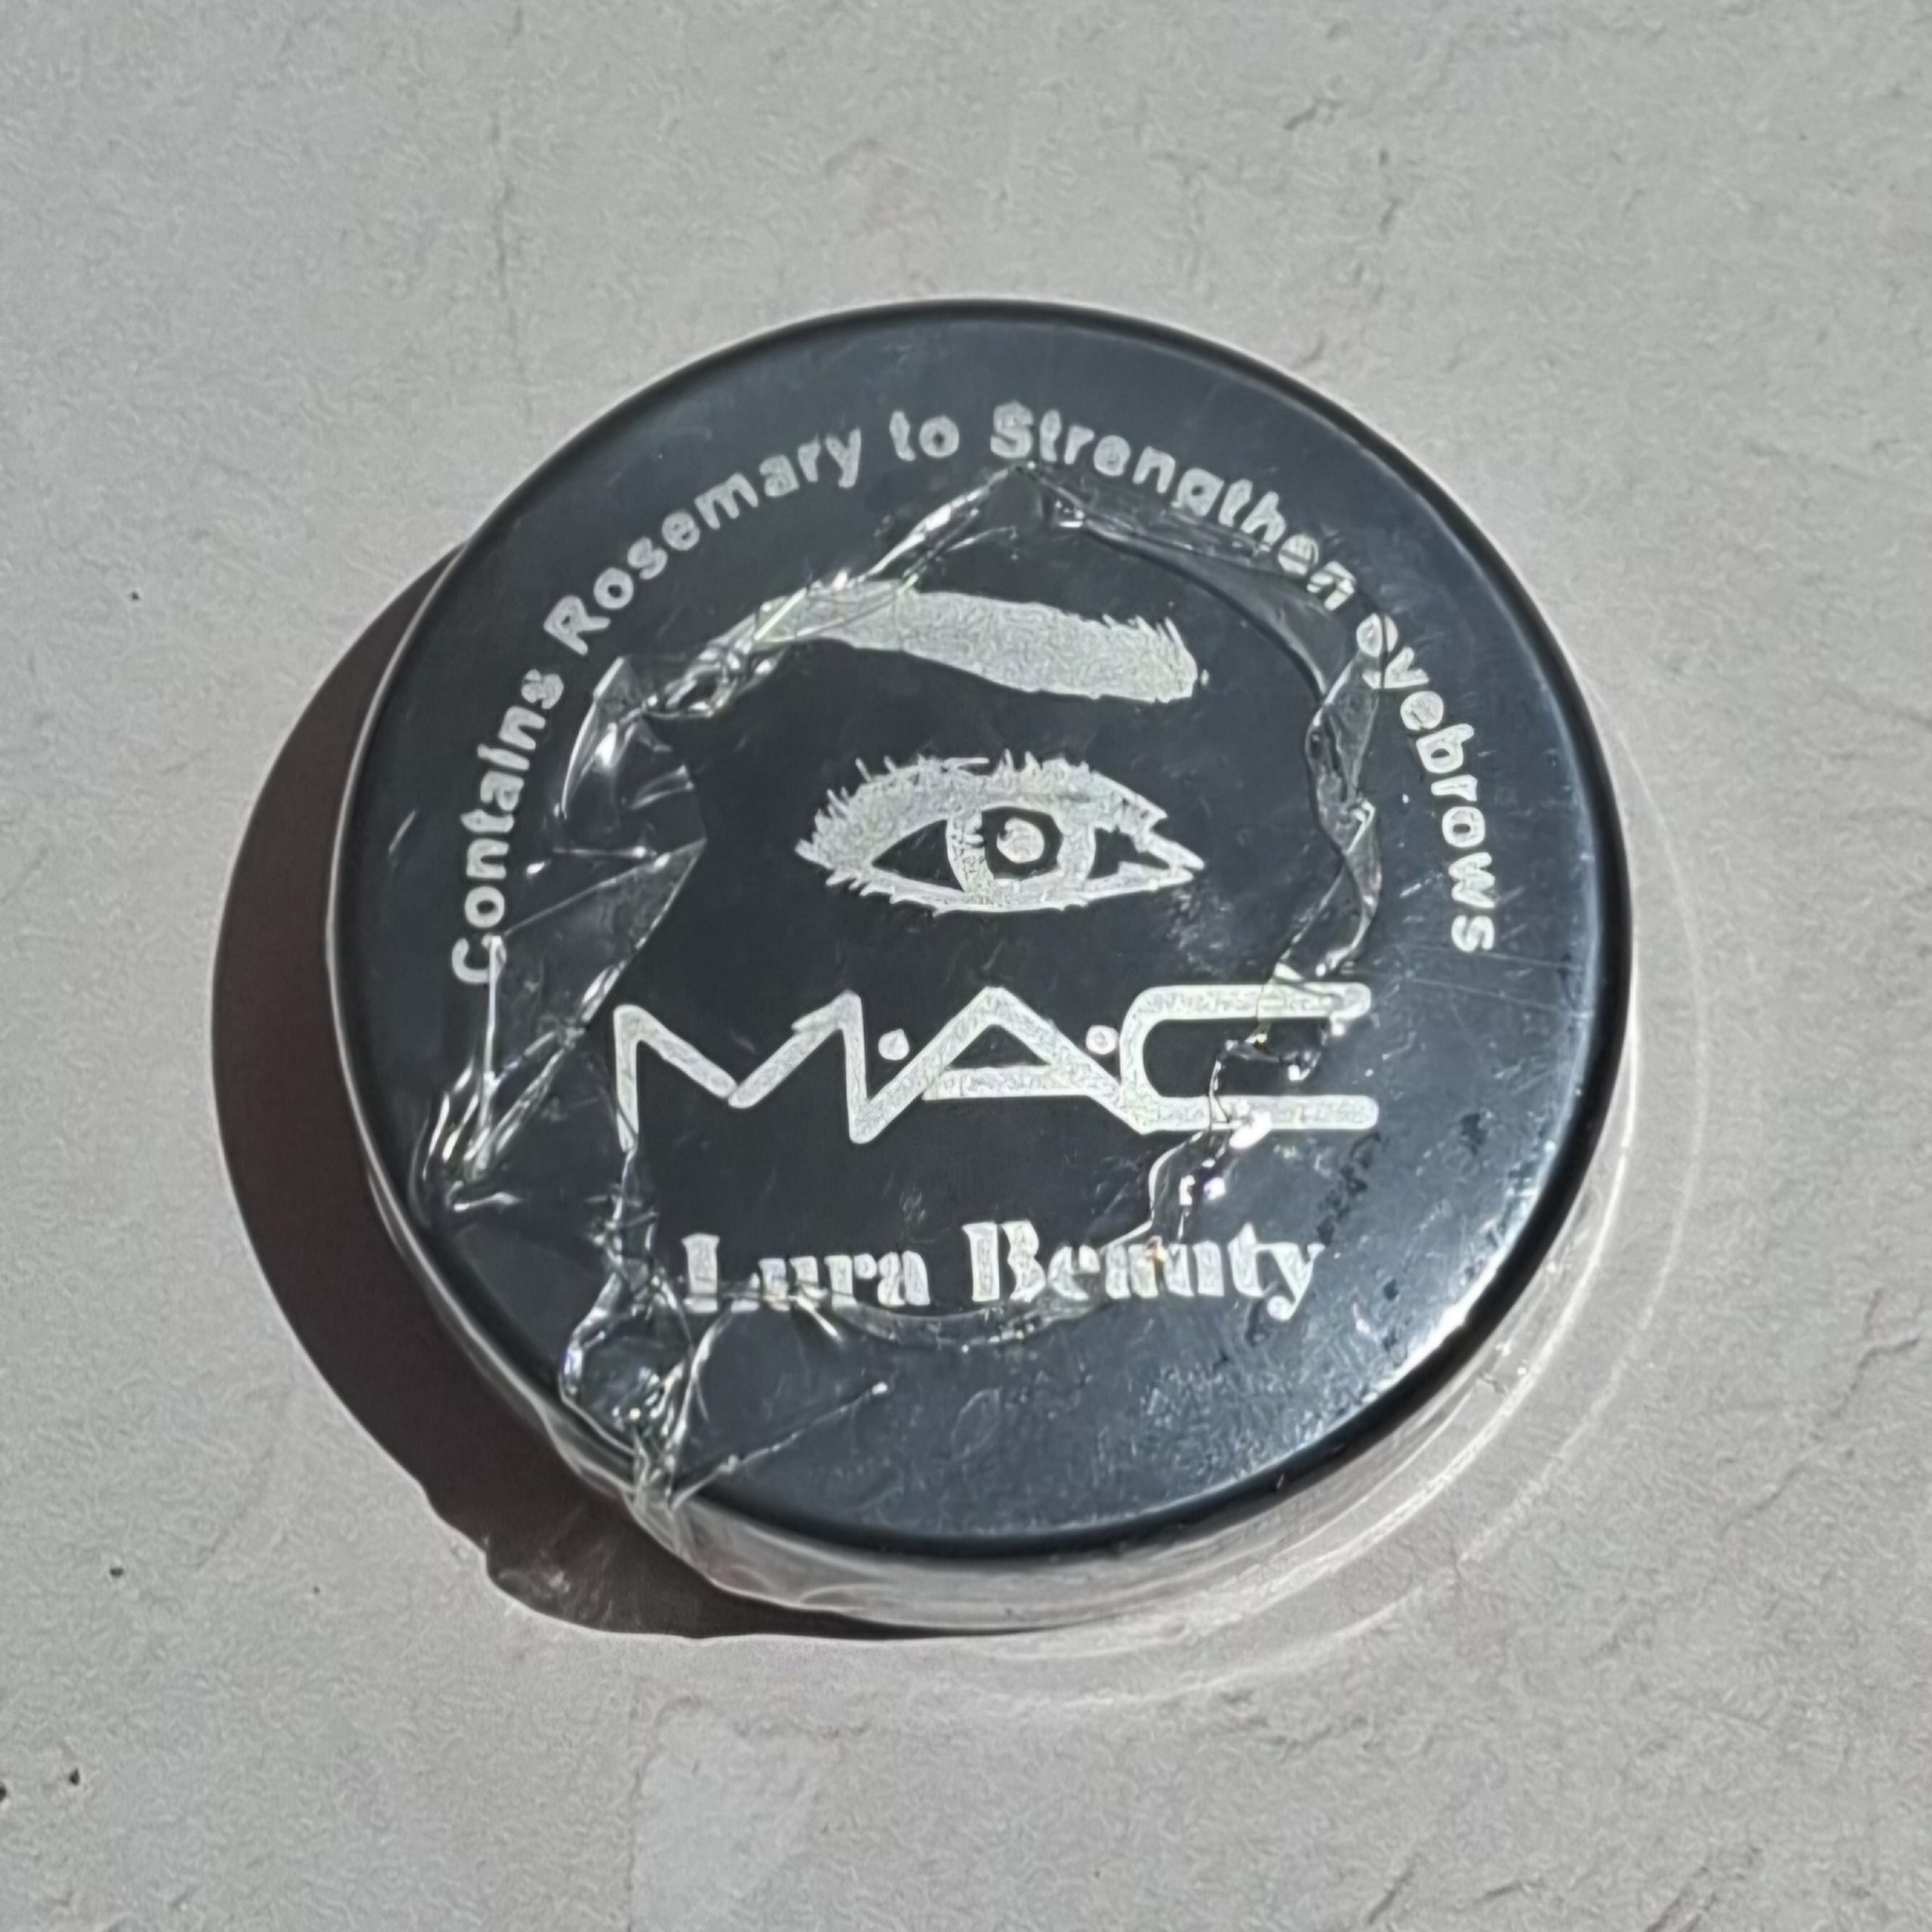 Contains Rosemary to Strengthen eyebrows
M·A·C
Lura Beauty